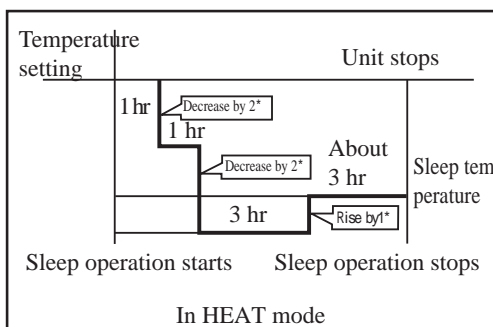 Temperature
setting
Unit stops
1 hr
Decrease by 2*
1 hr
Decrease by 2*
About
3 hr
Sleep tem
perature
3 hr
Rise by1*
Sleep operation starts
Sleep operation stops
In HEAT mode